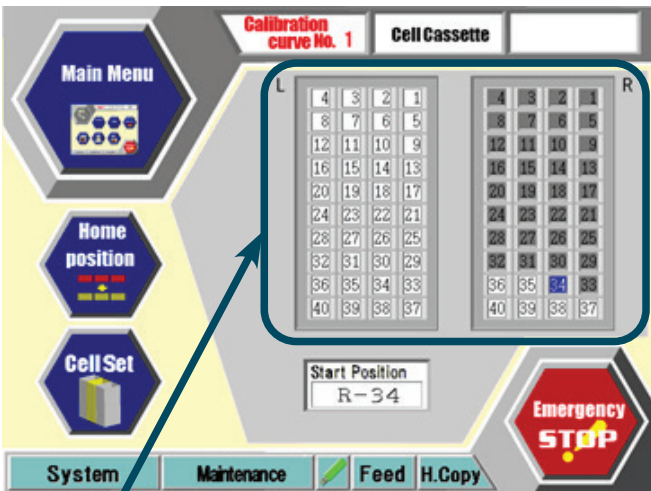 Calibration
curve No. 1
Cell Cassette
Main Menu
L
R
4 3 2 1
8 7 6 5
12 11 10 9
16 15 14 13
20 19 18 17
24 23 22 21
28 27 26 25
32 31 30 29
36 35 34 33
40 39 38 37
4 3 2 1
8 7 6 5
12 11 10 9
16 15 14 13
20 19 18 17
24 23 22 21
28 27 26 25
32 31 30 29
36 35 34 33
40 39 38 37
Home
position
Cell Set
Start Position
R-34
Emergency
STOP
System
Maintenance
Feed
H.Copy